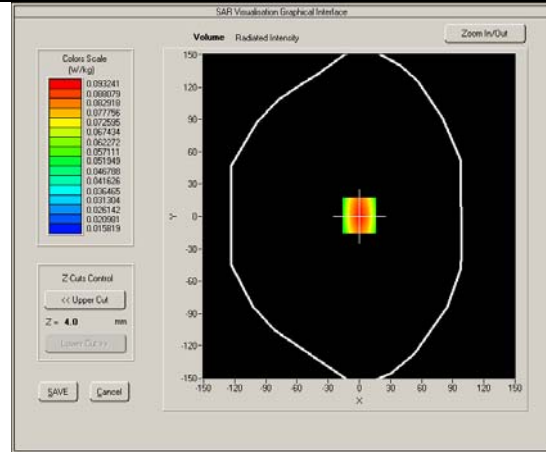 SAR Visualisation Graphical Interface
Volume Radiated Intensity
Zoom In/Out
Colors Scale
(W/kg)
0.093241
0.088079
0.082918
0.077756
0.072595
0.067434
0.062272
0.057111
0.051949
0.046788
0.041626
0.036465
0.031304
0.026142
0.020981
0.015819
150
120
90
60
30
0
-30
-60
-90
-120
-150
Y
-150 -120 -90 -60 -30 0 30 60 90 120 150
X
Z Cuts Control
<< Upper Cut
Z = 4.0 mm
Lower Cut >>
SAVE
Cancel